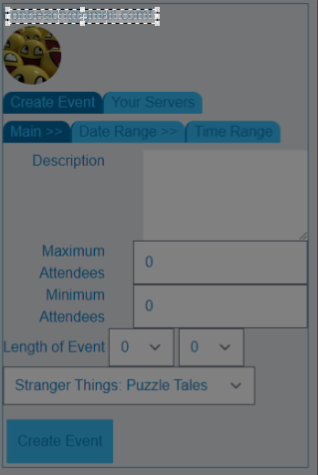 Create Event
Your Servers
Main >>
Date Range >>
Time Range
Description
Maximum
Attendees
0
Minimum
Attendees
0
Length of Event
0
0
Stranger Things: Puzzle Tales
Create Event